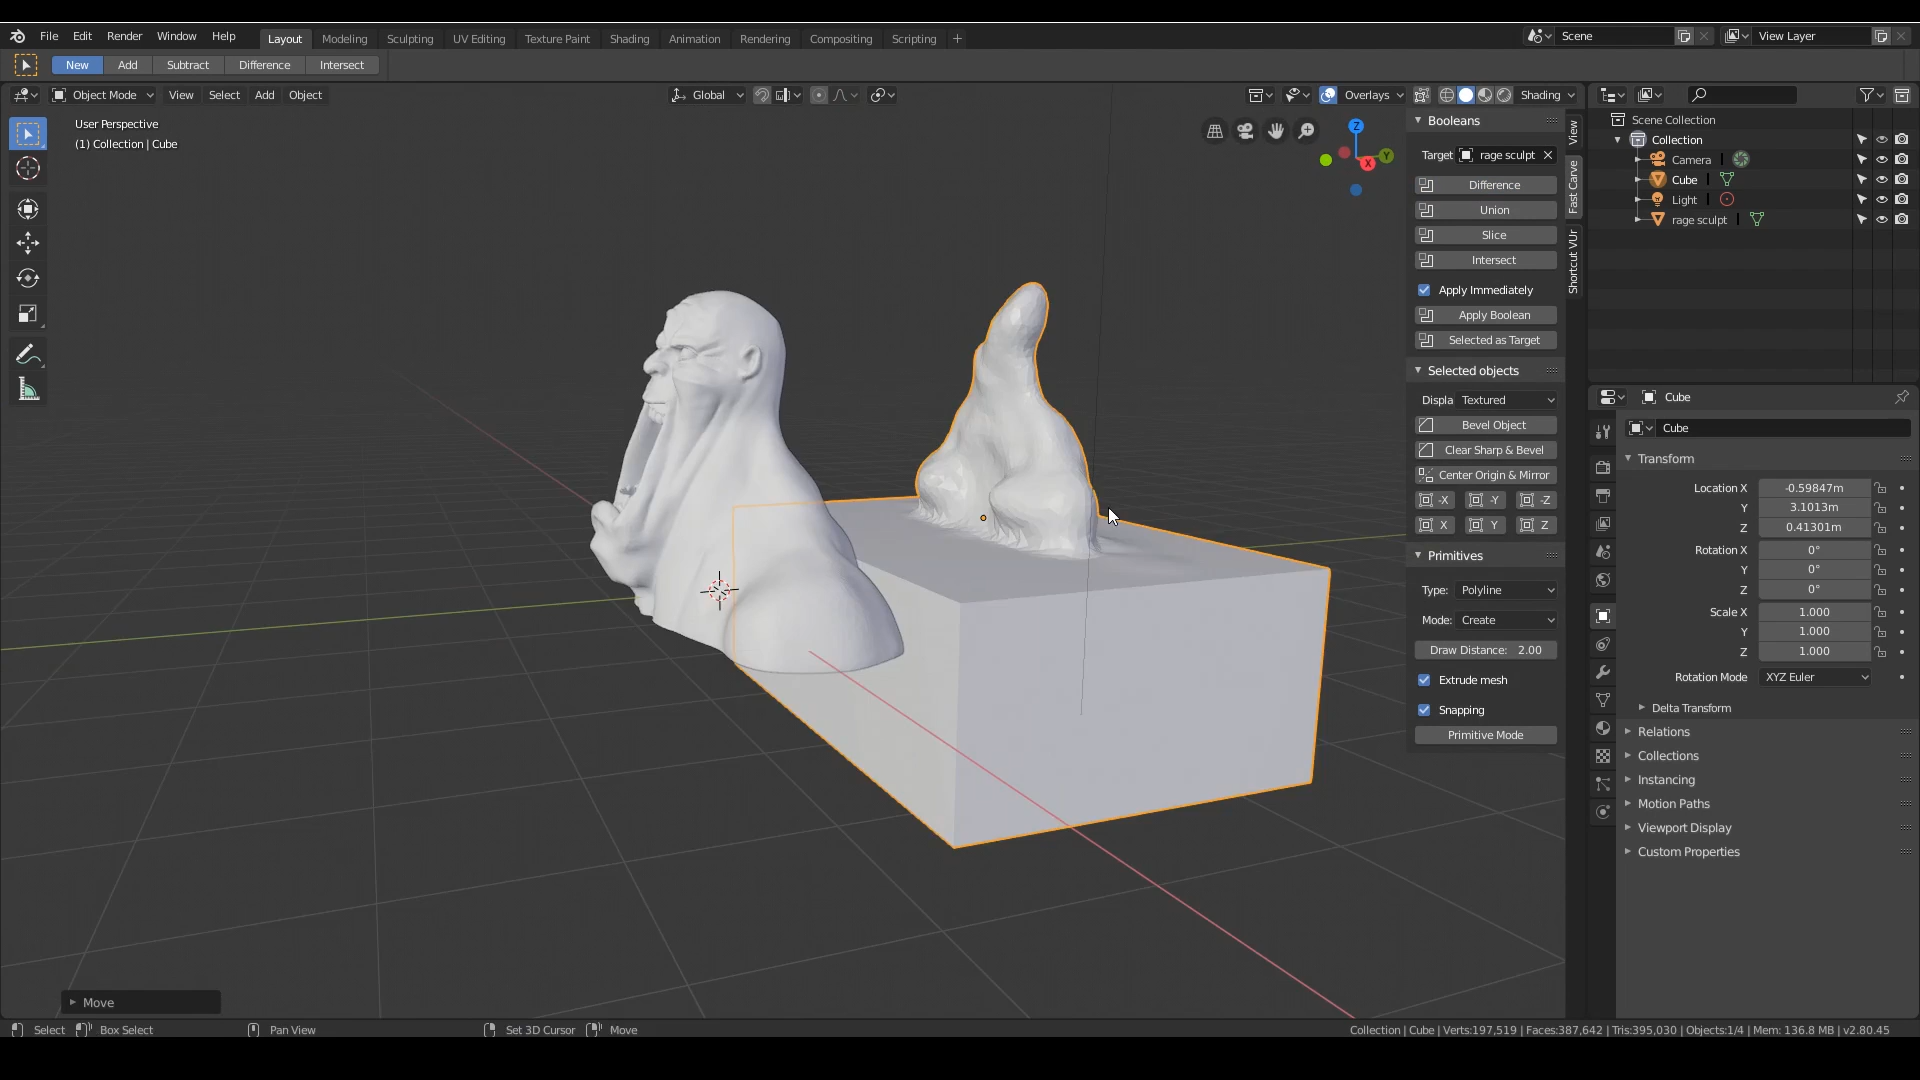 File Edit Render Window Help Layout Modeling Sculpting UV Editing Texture Paint Shading Animation Rendering Compositing Scripting + Scene View Layer
New Add Subtract Difference Intersect
Object Mode View Select Add Object Global Overlays Shading
User Perspective
(1) Collection | Cube
Z
Y
X
Booleans
Target rage sculpt
Difference
Union
Slice
Intersect
Apply Immediately
Apply Boolean
Selected as Target
Selected objects
Displa Textured
Bevel Object
Clear Sharp & Bevel
Center Origin & Mirror
-X -Y -Z
X Y Z
Primitives
Type: Polyline
Mode: Create
Draw Distance: 2.00
Extrude mesh
Snapping
Primitive Mode
View
Fast Carve
Shortcut VUr
Scene Collection
Collection
Camera
Cube
Light
rage sculpt
Cube
Cube
Transform
Location X -0.59847m
Y 3.1013m
Z 0.41301m
Rotation X 0°
Y 0°
Z 0°
Scale X 1.000
Y 1.000
Z 1.000
Rotation Mode XYZ Euler
Delta Transform
Relations
Collections
Instancing
Motion Paths
Viewport Display
Custom Properties
Move
Select Box Select Pan View Set 3D Cursor Move Collection | Cube | Verts:197,519 | Faces:387,642 | Tris:395,030 | Objects:1/4 | Mem: 136.8 MB | v2.80.45